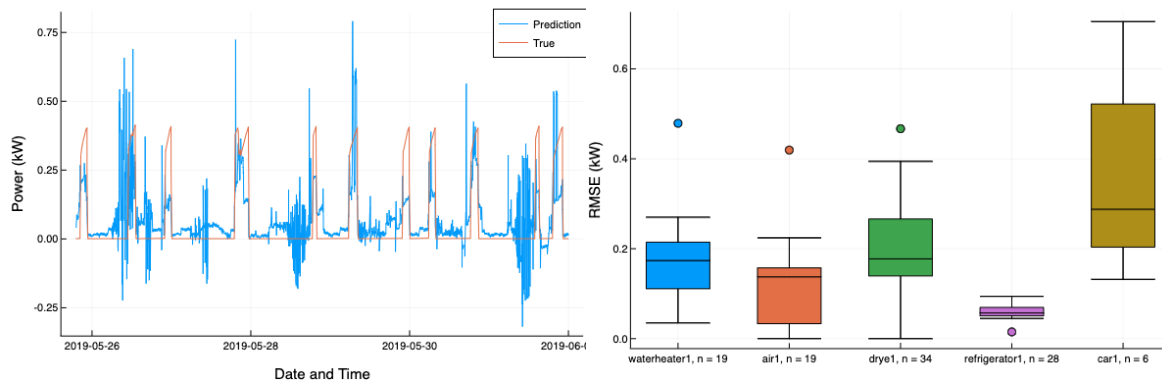 0.75
0.50
0.25
0.00
-0.25
Power (kW)
Prediction
True
2019-05-26
2019-05-28
2019-05-30
2019-06-0
Date and Time
0.6
0.4
0.2
0.0
RMSE (kW)
waterheater1, n = 19
air1, n = 19
drye1, n = 34
refrigerator1, n = 28
car1, n = 6